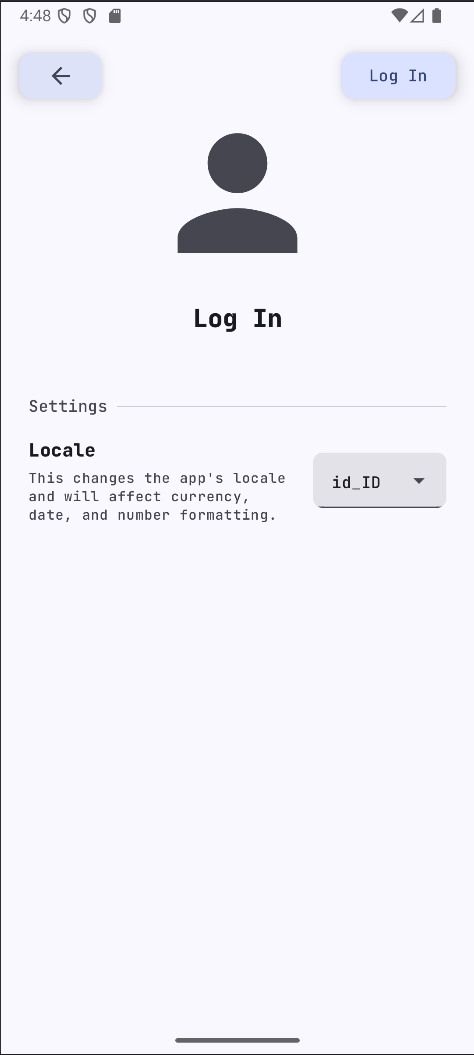 4:48
Log In
Log In
Settings
Locale
This changes the app's locale
and will affect currency,
date, and number formatting.
id_ID